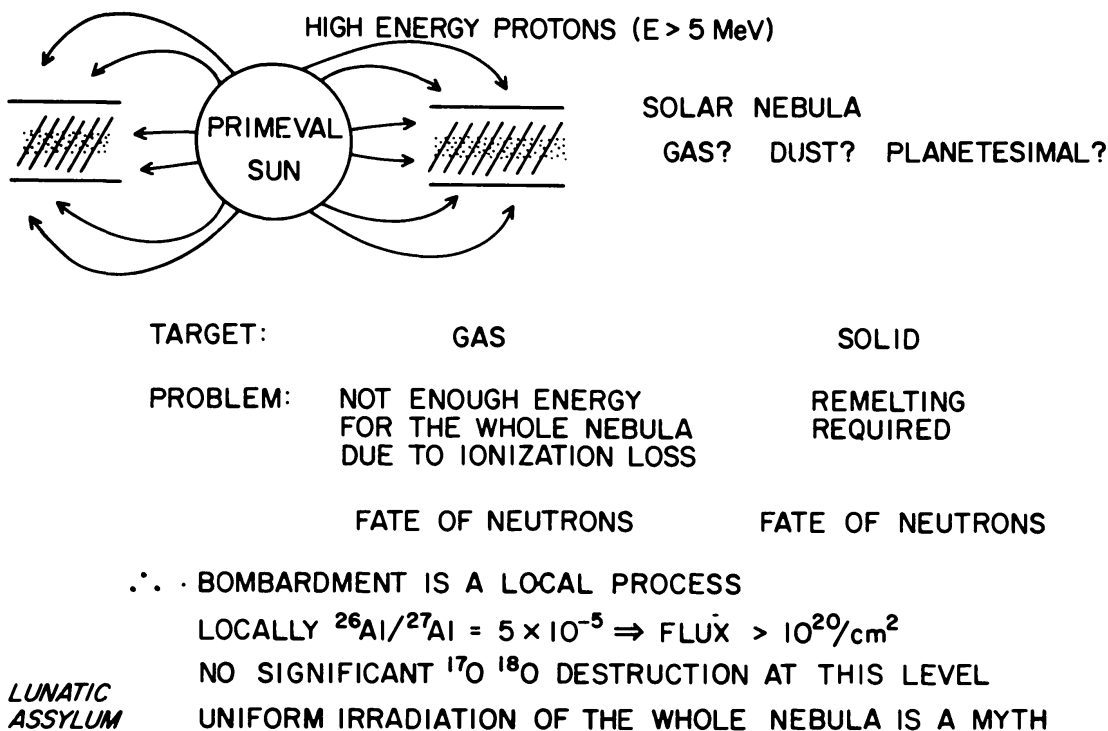 HIGH ENERGY PROTONS (E > 5 MeV)
PRIMEVAL
SUN
SOLAR NEBULA
GAS? DUST? PLANETESIMAL?
TARGET: GAS SOLID
PROBLEM: NOT ENOUGH ENERGY REMELTING
FOR THE WHOLE NEBULA REQUIRED
DUE TO IONIZATION LOSS
FATE OF NEUTRONS FATE OF NEUTRONS
∴ · BOMBARDMENT IS A LOCAL PROCESS
LOCALLY ²⁶Al/²⁷Al = 5 × 10⁻⁵ ⇒ FLUX > 10²⁰/cm²
NO SIGNIFICANT ¹⁷O ¹⁸O DESTRUCTION AT THIS LEVEL
LUNATIC
ASSYLUM
UNIFORM IRRADIATION OF THE WHOLE NEBULA IS A MYTH